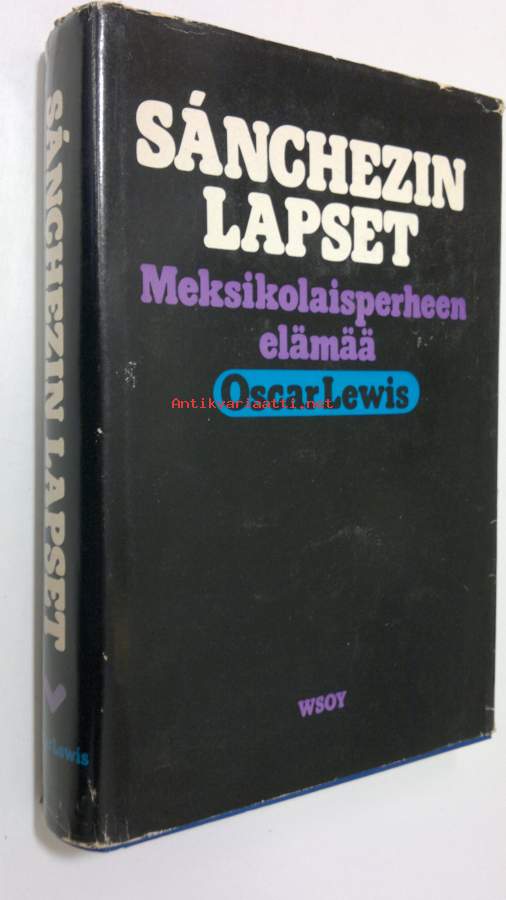 SÁNCHEZIN
LAPSET
Meksikolaisperheen
elämää
Oscar Lewis
Antikvariaatti.net
WSOY
SÁNCHEZIN LAPSET
Lewis